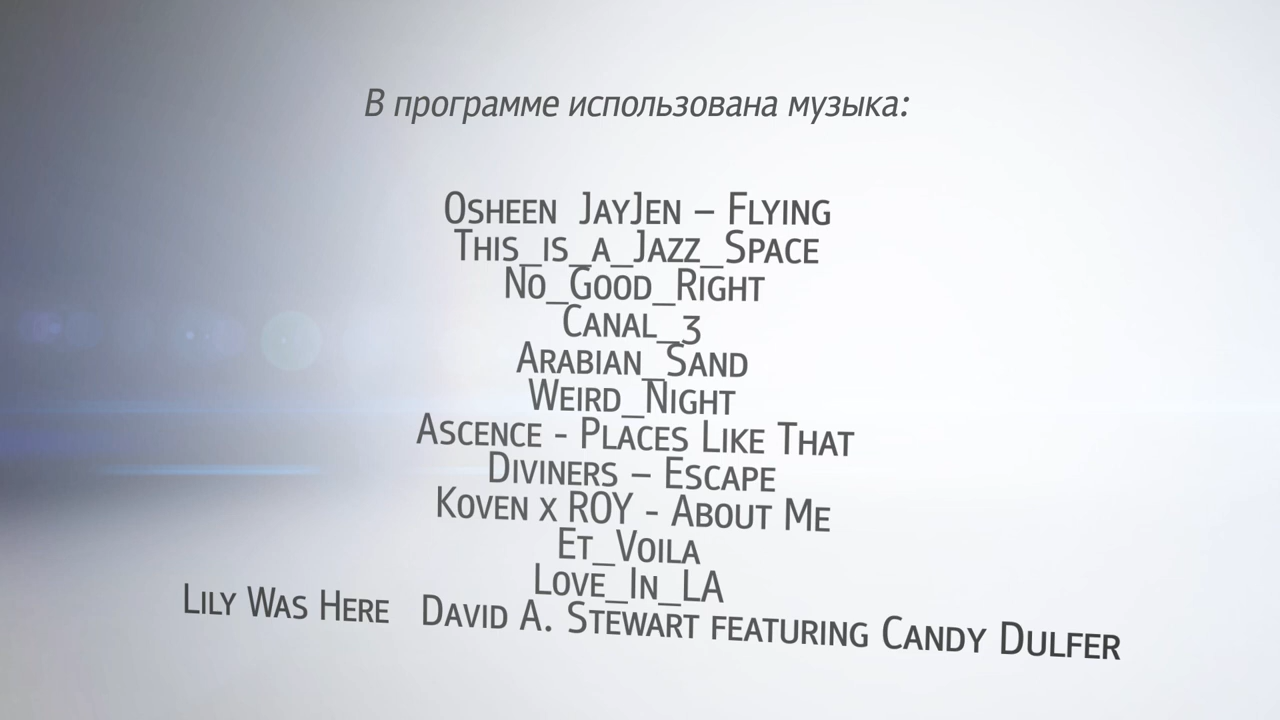 В программе использована музыка:
Osheen JayJen – Flying
This_is_a_Jazz_Space
No_Good_Right
Canal_3
Arabian_Sand
Weird_Night
Ascence - Places Like That
Diviners – Escape
Koven x ROY - About Me
Et_Voila
Love_In_LA
Lily Was Here David A. Stewart featuring Candy Dulfer